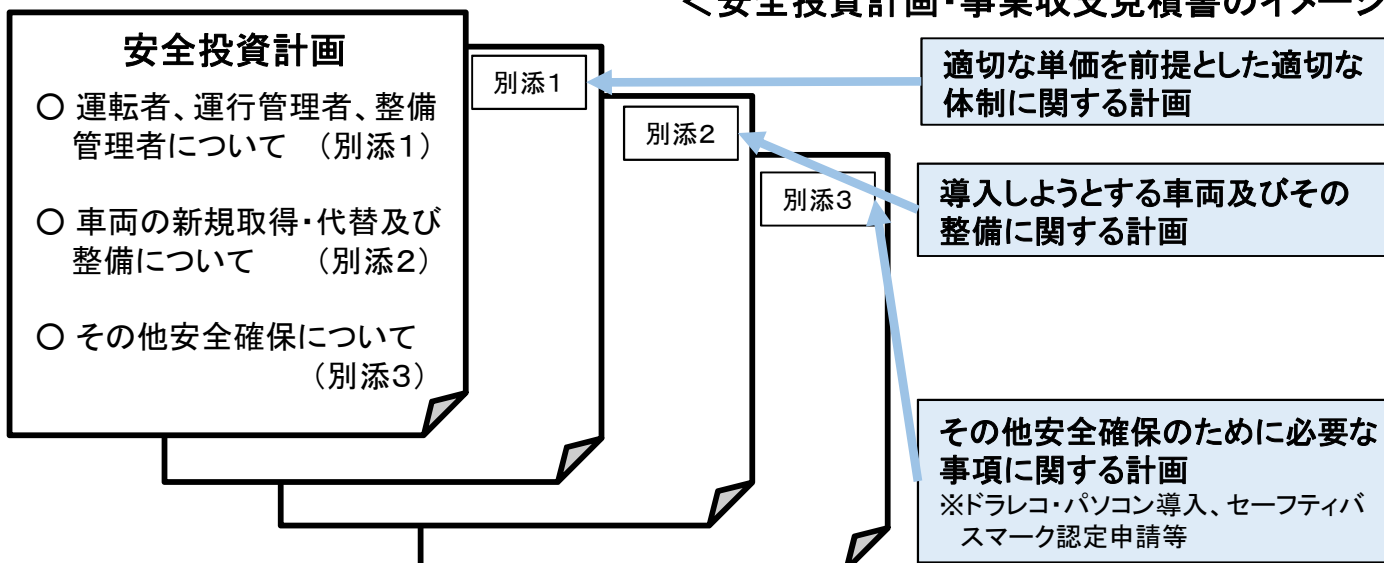 <安全投資計画・事業収支見積書のイメージ
安全投資計画
○ 運転者、運行管理者、整備
管理者について （別添1）
○ 車両の新規取得・代替及び
整備について （別添2）
○ その他安全確保について
（別添3）
別添1
別添2
別添3
適切な単価を前提とした適切な
体制に関する計画
導入しようとする車両及びその
整備に関する計画
その他安全確保のために必要な
事項に関する計画
※ドラレコ・パソコン導入、セーフティバ
スマーク認定申請等